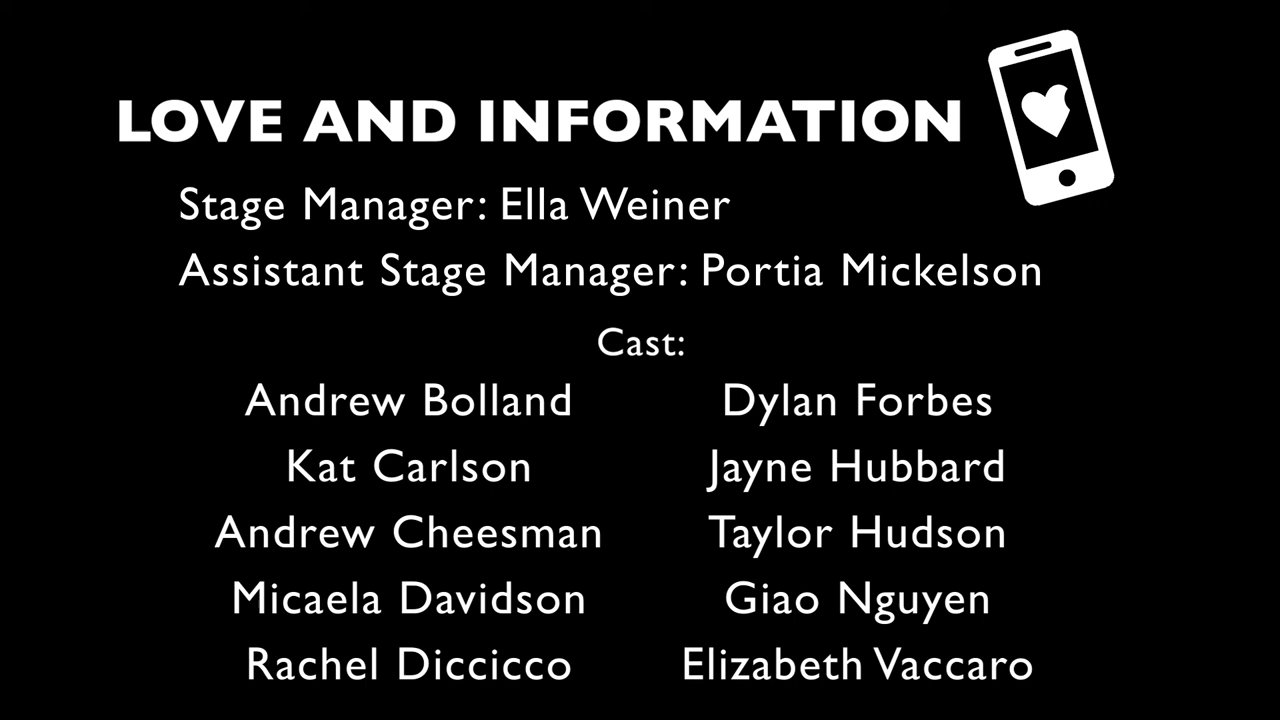 LOVE AND INFORMATION
Stage Manager: Ella Weiner
Assistant Stage Manager: Portia Mickelson
Cast:
Andrew Bolland
Kat Carlson
Andrew Cheesman
Micaela Davidson
Rachel Diccicco
Dylan Forbes
Jayne Hubbard
Taylor Hudson
Giao Nguyen
Elizabeth Vaccaro